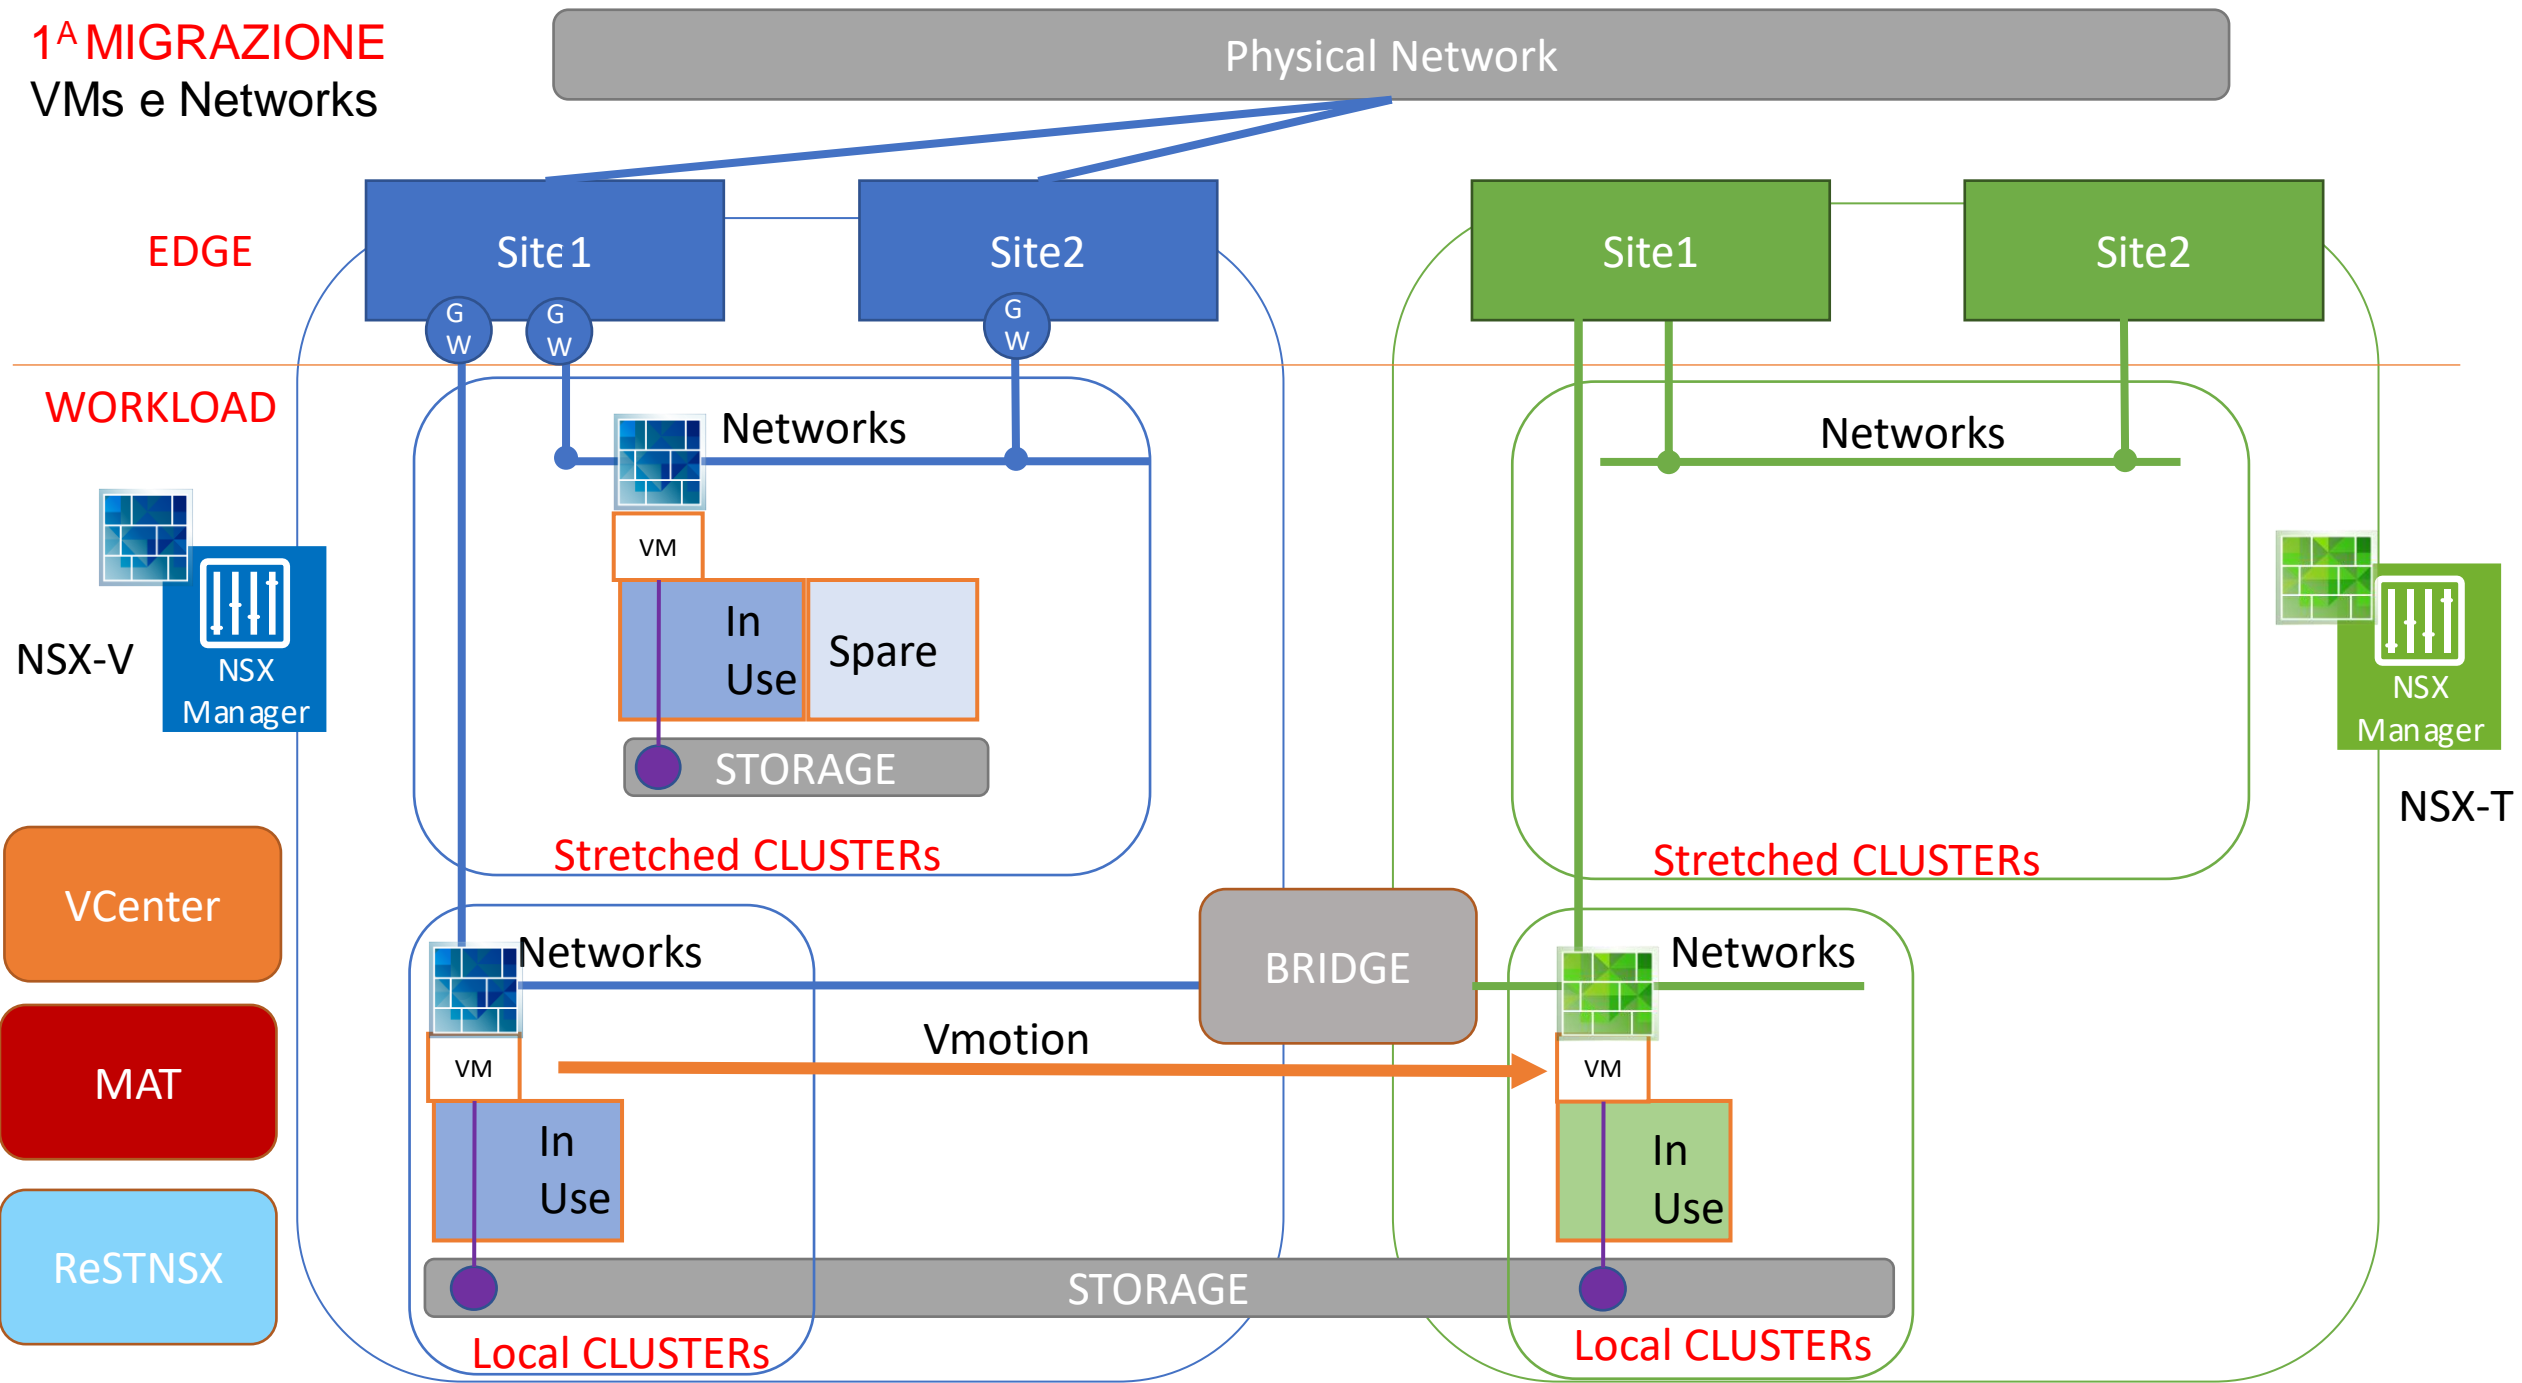 1A MIGRAZIONE
VMs e Networks
Physical Network
EDGE
Site1
Site2
Site1
Site2
G
W
G
W
G
W
WORKLOAD
Networks
Networks
VM
In
Use
Spare
NSX-V
NSX
Manager
NSX
Manager
NSX-T
STORAGE
Stretched CLUSTERs
Stretched CLUSTERs
VCenter
MAT
ReSTNSX
Networks
BRIDGE
Networks
Vmotion
VM
VM
In
Use
In
Use
STORAGE
Local CLUSTERs
Local CLUSTERs